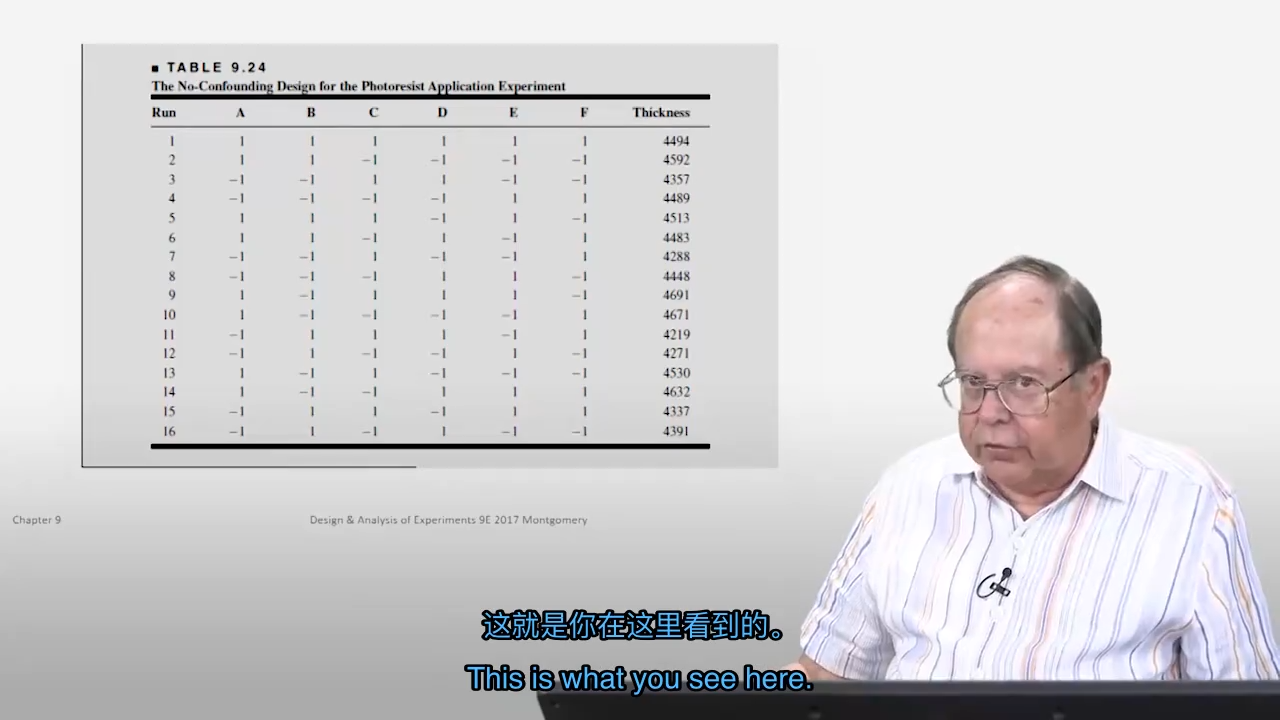 ■ TABLE 9.24
The No-Confounding Design for the Photoresist Application Experiment
Run A B C D E F Thickness
1 1 1 1 1 1 1 4494
2 1 1 −1 −1 −1 −1 4592
3 −1 −1 1 1 −1 −1 4357
4 −1 −1 −1 −1 1 1 4489
5 1 1 1 −1 1 −1 4513
6 1 1 −1 1 −1 1 4483
7 −1 −1 1 −1 −1 1 4288
8 −1 −1 −1 1 1 −1 4448
9 1 −1 1 1 1 −1 4691
10 1 −1 −1 −1 −1 1 4671
11 −1 1 1 1 −1 1 4219
12 −1 1 −1 −1 1 −1 4271
13 1 −1 1 −1 −1 −1 4530
14 1 −1 −1 1 1 1 4632
15 −1 1 1 −1 1 1 4337
16 −1 1 −1 1 −1 −1 4391
Chapter 9
Design & Analysis of Experiments 9E 2017 Montgomery
这就是你在这里看到的。
This is what you see here.